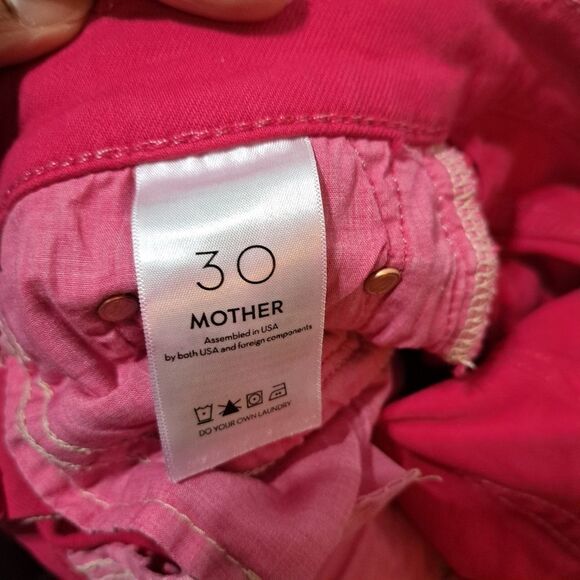 30
MOTHER
Assembled in USA
by both USA and foreign components
DO YOUR OWN LAUNDRY